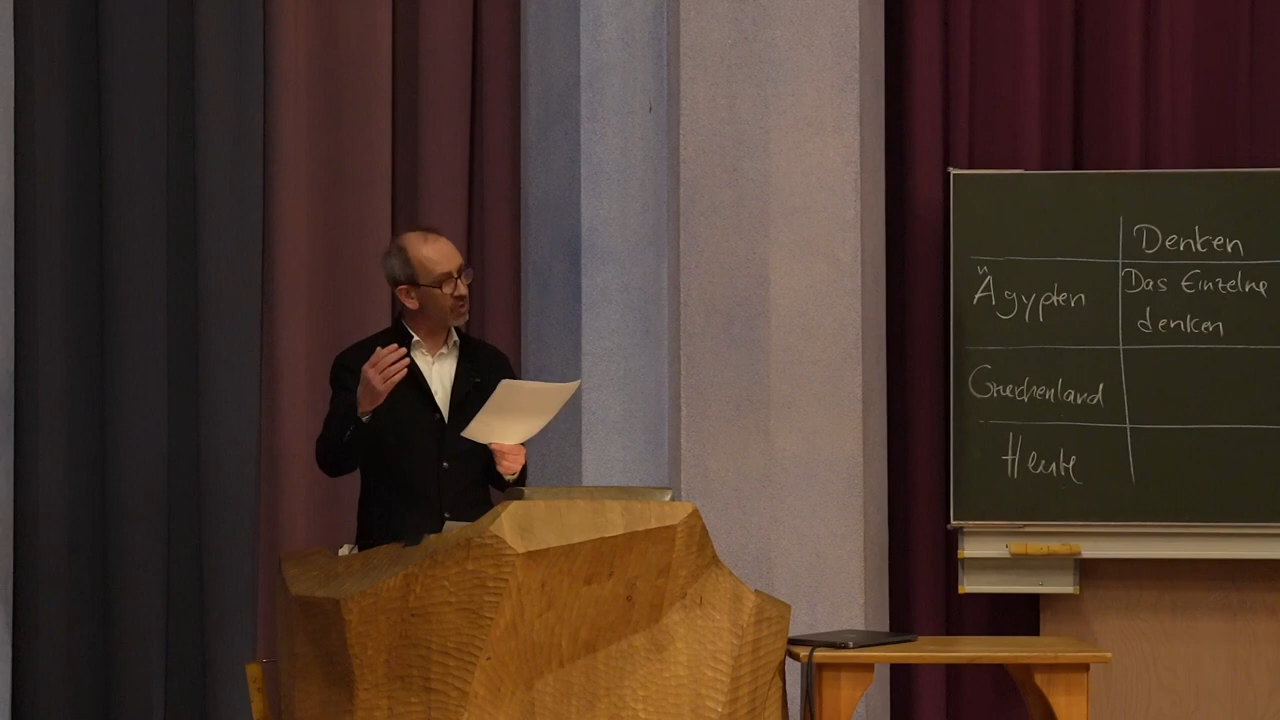 Denken
Ägypten Das Einzelne
denken
Griechenland
Heute